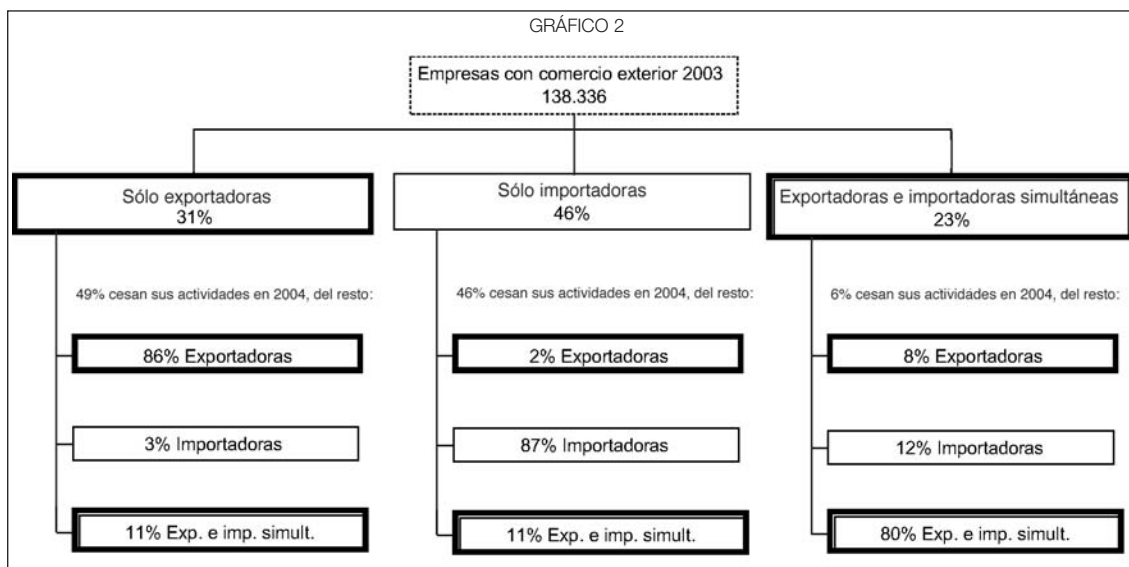 GRÁFICO 2
Empresas con comercio exterior 2003
138.336
Sólo exportadoras
31%
Sólo importadoras
46%
Exportadoras e importadoras simultáneas
23%
49% cesan sus actividades en 2004, del resto:
46% cesan sus actividades en 2004, del resto:
6% cesan sus actividades en 2004, del resto:
86% Exportadoras
2% Exportadoras
8% Exportadoras
3% Importadoras
87% Importadoras
12% Importadoras
11% Exp. e imp. simult.
11% Exp. e imp. simult.
80% Exp. e imp. simult.